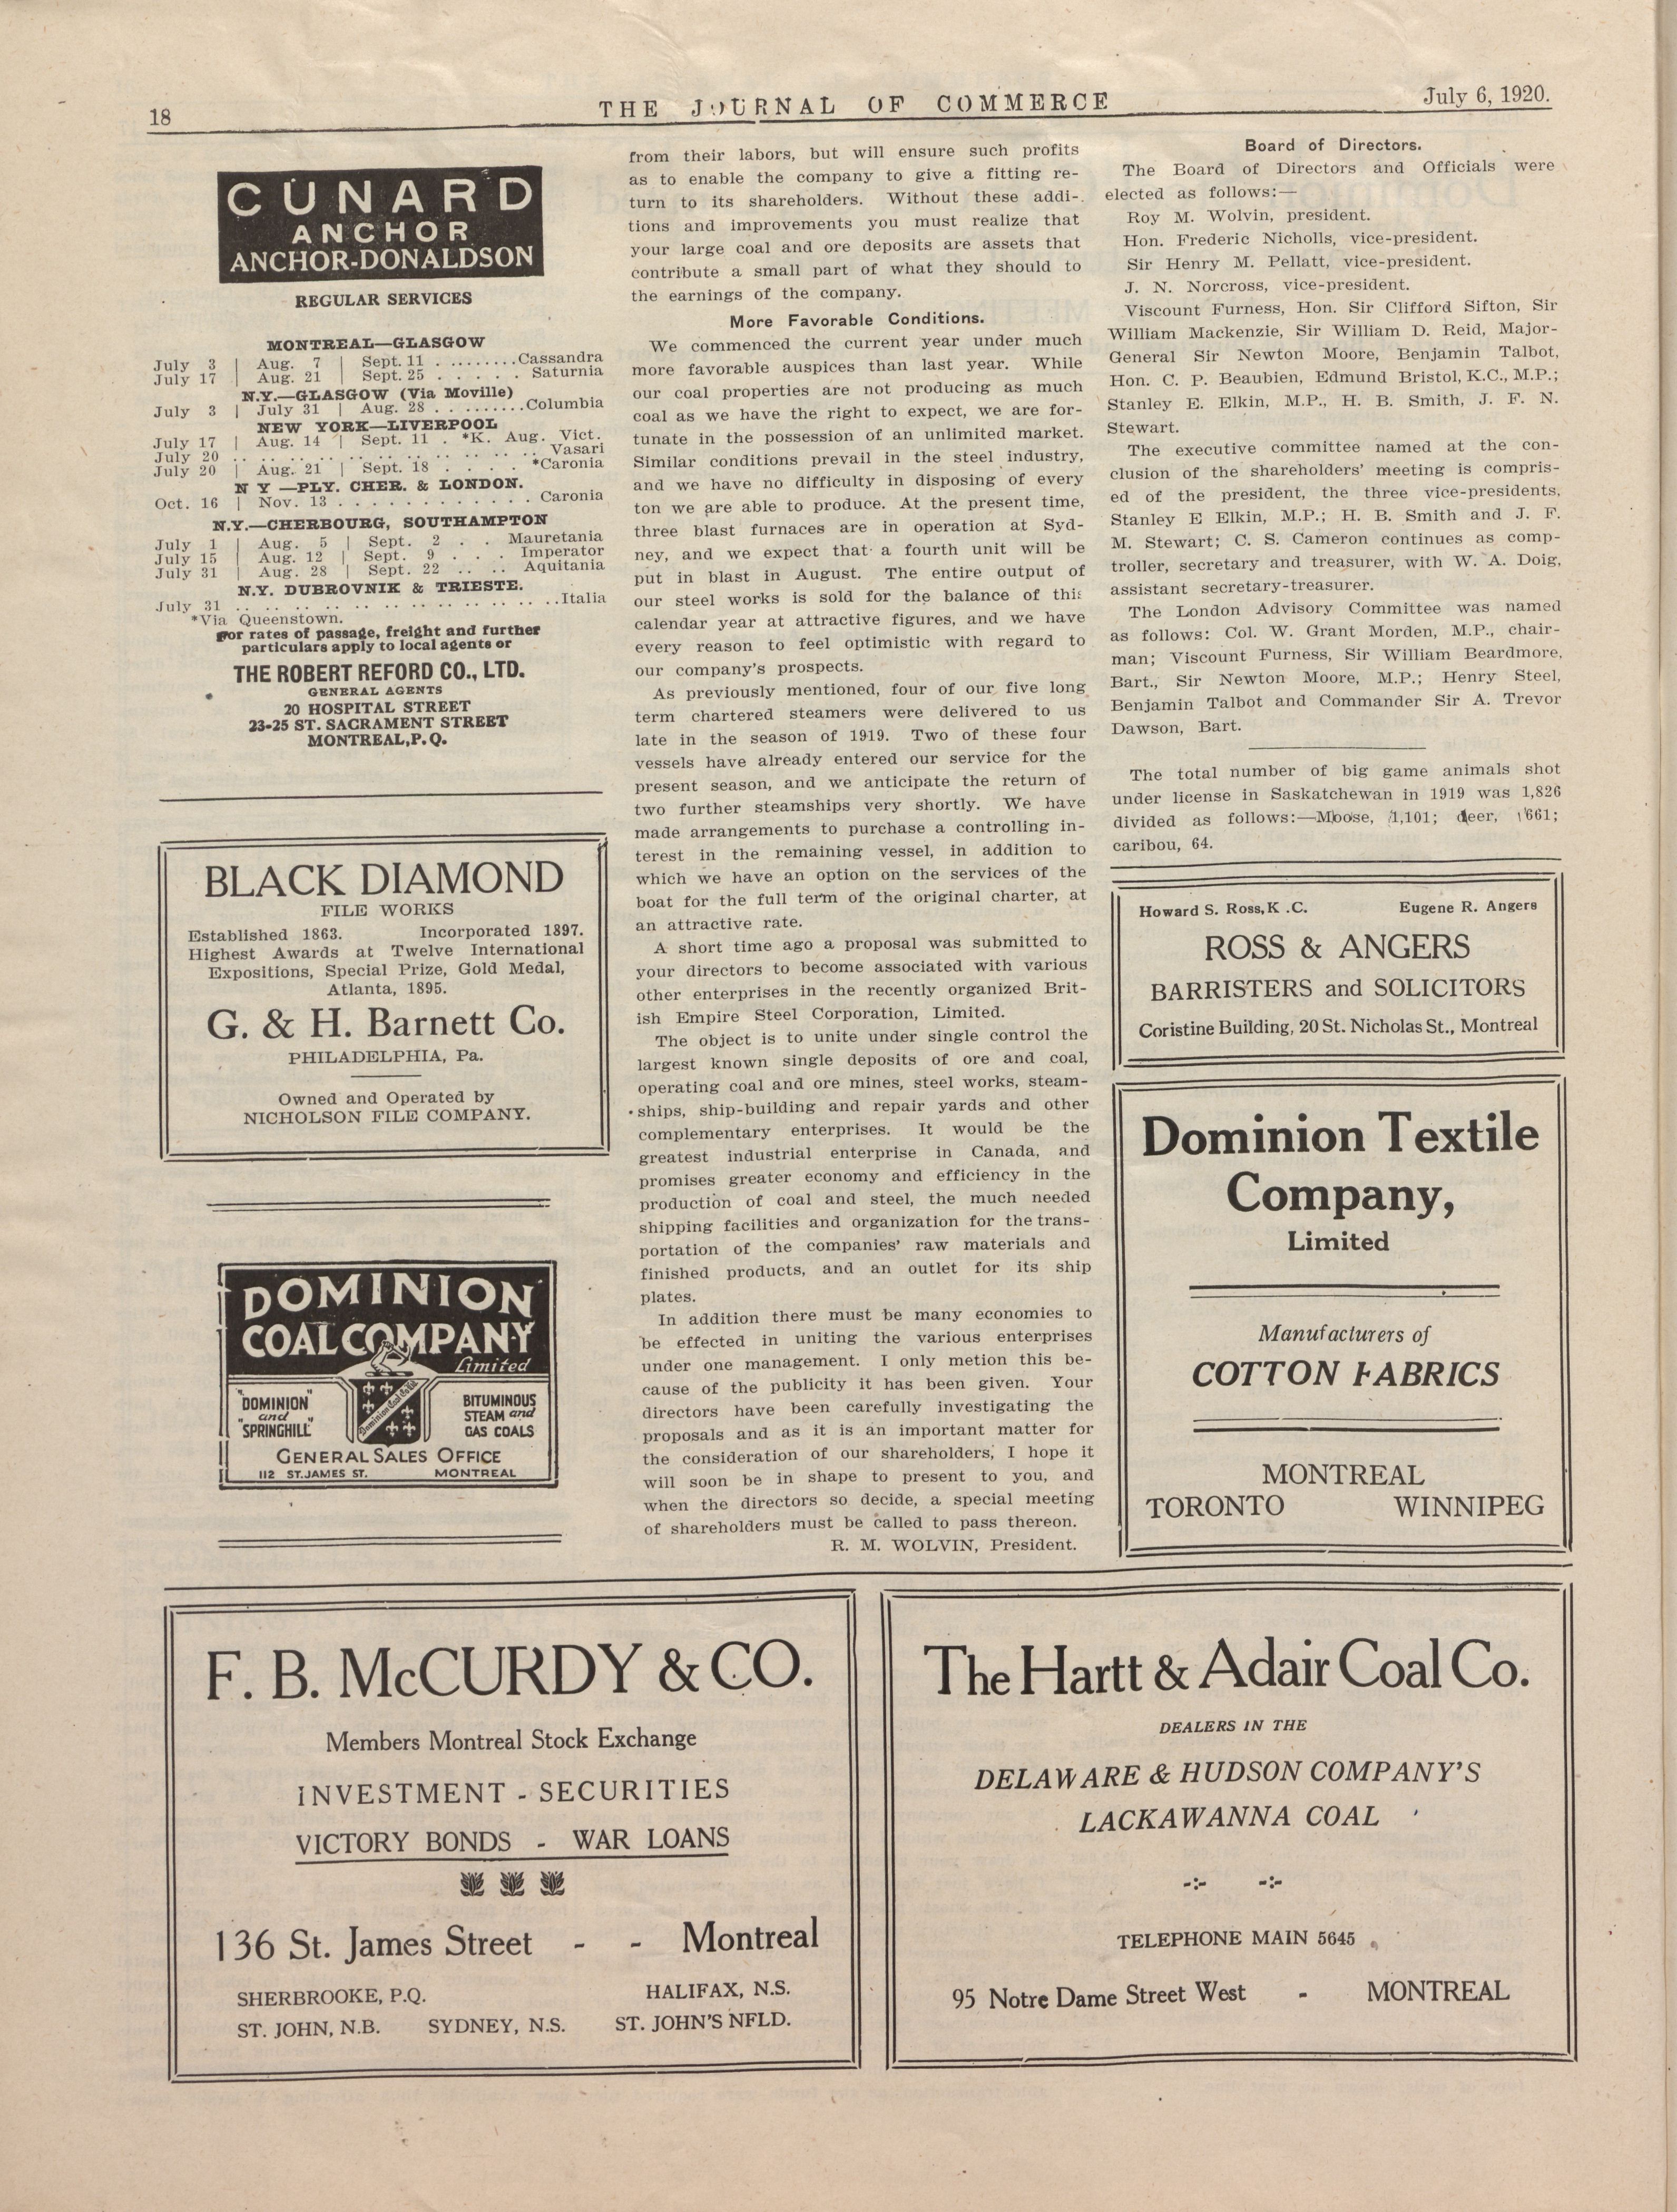 18
THE JOURNAL OF COMMERCE
July 6, 1920.
CUNARD
ANCHOR
ANCHOR-DONALDSON
REGULAR SERVICES
MONTREAL—GLASGOW
July 3 | Aug. 7 | Sept. 11 . ........Cassandra
July 17 | Aug. 21 | Sept. 25 . . . . . . Saturnia
N.Y.—GLASGOW (Via Moville)
July 3 | July 31 | Aug. 28 . . ........Columbia
NEW YORK—LIVERPOOL
July 17 | Aug. 14 | Sept. 11 . *K. Aug. Vict.
July 20 .. .. .. .. .. .. .. .. .. .. Vasari
July 20 | Aug. 21 | Sept. 18 . . . . *Caronia
N Y —PLY. CHER. & LONDON.
Oct. 16 | Nov. 13 . . . . . . . . . . . Caronia
N.Y.—CHERBOURG, SOUTHAMPTON
July 1 | Aug. 5 | Sept. 2 . . Mauretania
July 15 | Aug. 12 | Sept. 9 . . . Imperator
July 31 | Aug. 28 | Sept. 22 .. .. Aquitania
N.Y. DUBROVNIK & TRIESTE.
July 31 .. .. .. .. .. .. .. .. .. .. ..Italia
*Via Queenstown.
For rates of passage, freight and further
particulars apply to local agents or
THE ROBERT REFORD CO., LTD.
GENERAL AGENTS
20 HOSPITAL STREET
23-25 ST. SACRAMENT STREET
MONTREAL, P. Q.
BLACK DIAMOND
FILE WORKS
Established 1863. Incorporated 1897.
Highest Awards at Twelve International
Expositions, Special Prize, Gold Medal,
Atlanta, 1895.
G. & H. Barnett Co.
PHILADELPHIA, Pa.
Owned and Operated by
NICHOLSON FILE COMPANY.
DOMINION
COAL COMPANY
Limited
Dominion Coal Co Ltd
"DOMINION"
and
"SPRINGHILL"
BITUMINOUS
STEAM and
GAS COALS
GENERAL SALES OFFICE
112 ST. JAMES ST. MONTREAL
from their labors, but will ensure such profits
as to enable the company to give a fitting re-
turn to its shareholders. Without these addi-
tions and improvements you must realize that
your large coal and ore deposits are assets that
contribute a small part of what they should to
the earnings of the company.
More Favorable Conditions.
We commenced the current year under much
more favorable auspices than last year. While
our coal properties are not producing as much
coal as we have the right to expect, we are for-
tunate in the possession of an unlimited market.
Similar conditions prevail in the steel industry,
and we have no difficulty in disposing of every
ton we are able to produce. At the present time,
three blast furnaces are in operation at Syd-
ney, and we expect that a fourth unit will be
put in blast in August. The entire output of
our steel works is sold for the balance of this
calendar year at attractive figures, and we have
every reason to feel optimistic with regard to
our company's prospects.
As previously mentioned, four of our five long
term chartered steamers were delivered to us
late in the season of 1919. Two of these four
vessels have already entered our service for the
present season, and we anticipate the return of
two further steamships very shortly. We have
made arrangements to purchase a controlling in-
terest in the remaining vessel, in addition to
which we have an option on the services of the
boat for the full term of the original charter, at
an attractive rate.
A short time ago a proposal was submitted to
your directors to become associated with various
other enterprises in the recently organized Brit-
ish Empire Steel Corporation, Limited.
The object is to unite under single control the
largest known single deposits of ore and coal,
operating coal and ore mines, steel works, steam-
ships, ship-building and repair yards and other
complementary enterprises. It would be the
greatest industrial enterprise in Canada, and
promises greater economy and efficiency in the
production of coal and steel, the much needed
shipping facilities and organization for the trans-
portation of the companies' raw materials and
finished products, and an outlet for its ship
plates.
In addition there must be many economies to
be effected in uniting the various enterprises
under one management. I only metion this be-
cause of the publicity it has been given. Your
directors have been carefully investigating the
proposals and as it is an important matter for
the consideration of our shareholders, I hope it
will soon be in shape to present to you, and
when the directors so decide, a special meeting
of shareholders must be called to pass thereon.
R. M. WOLVIN, President.
Board of Directors.
The Board of Directors and Officials were
elected as follows:—
Roy M. Wolvin, president.
Hon. Frederic Nicholls, vice-president.
Sir Henry M. Pellatt, vice-president.
J. N. Norcross, vice-president.
Viscount Furness, Hon. Sir Clifford Sifton, Sir
William Mackenzie, Sir William D. Reid, Major-
General Sir Newton Moore, Benjamin Talbot,
Hon. C. P. Beaubien, Edmund Bristol, K.C., M.P.;
Stanley E. Elkin, M.P., H. B. Smith, J. F. N.
Stewart.
The executive committee named at the con-
clusion of the shareholders' meeting is compris-
ed of the president, the three vice-presidents,
Stanley E Elkin, M.P.; H. B. Smith and J. F.
M. Stewart; C. S. Cameron continues as comp-
troller, secretary and treasurer, with W. A. Doig,
assistant secretary-treasurer.
The London Advisory Committee was named
as follows: Col. W. Grant Morden, M.P., chair-
man; Viscount Furness, Sir William Beardmore,
Bart., Sir Newton Moore, M.P.; Henry Steel,
Benjamin Talbot and Commander Sir A. Trevor
Dawson, Bart.
The total number of big game animals shot
under license in Saskatchewan in 1919 was 1,826
divided as follows:—Moose, 1,101; deer, 661;
caribou, 64.
Howard S. Ross, K .C. Eugene R. Angers
ROSS & ANGERS
BARRISTERS and SOLICITORS
Coristine Building, 20 St. Nicholas St., Montreal
Dominion Textile
Company,
Limited
Manufacturers of
COTTON FABRICS
MONTREAL
TORONTO WINNIPEG
F. B. McCURDY & CO.
Members Montreal Stock Exchange
INVESTMENT - SECURITIES
VICTORY BONDS - WAR LOANS
136 St. James Street - - Montreal
SHERBROOKE, P.Q. HALIFAX, N.S.
ST. JOHN, N.B. SYDNEY, N.S. ST. JOHN'S NFLD.
The Hartt & Adair Coal Co.
DEALERS IN THE
DELAWARE & HUDSON COMPANY'S
LACKAWANNA COAL
-:- -:-
TELEPHONE MAIN 5645
95 Notre Dame Street West - MONTREAL